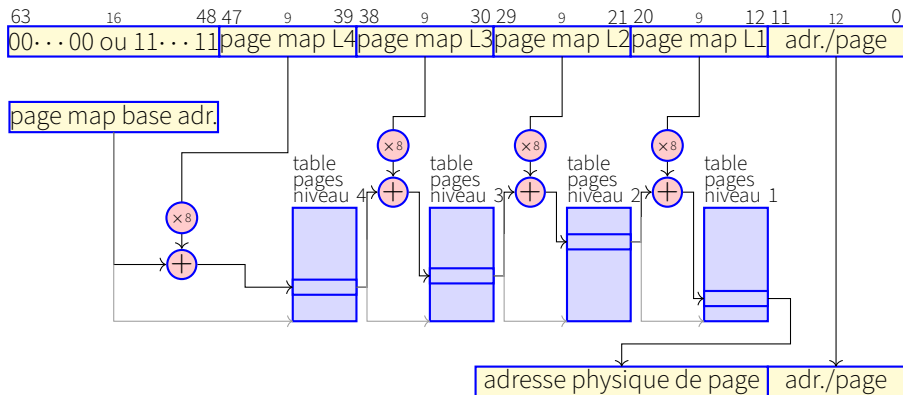 63 16 48 47 9 39 38 9 30 29 9 21 20 9 12 11 12 0
00···00 ou 11···11 page map L4 page map L3 page map L2 page map L1 adr./page
page map base adr.
×8 ×8 ×8
table
pages
niveau 4
table
pages
niveau 3
table
pages
niveau 2
table
pages
niveau 1
+ + +
×8
+
adresse physique de page adr./page